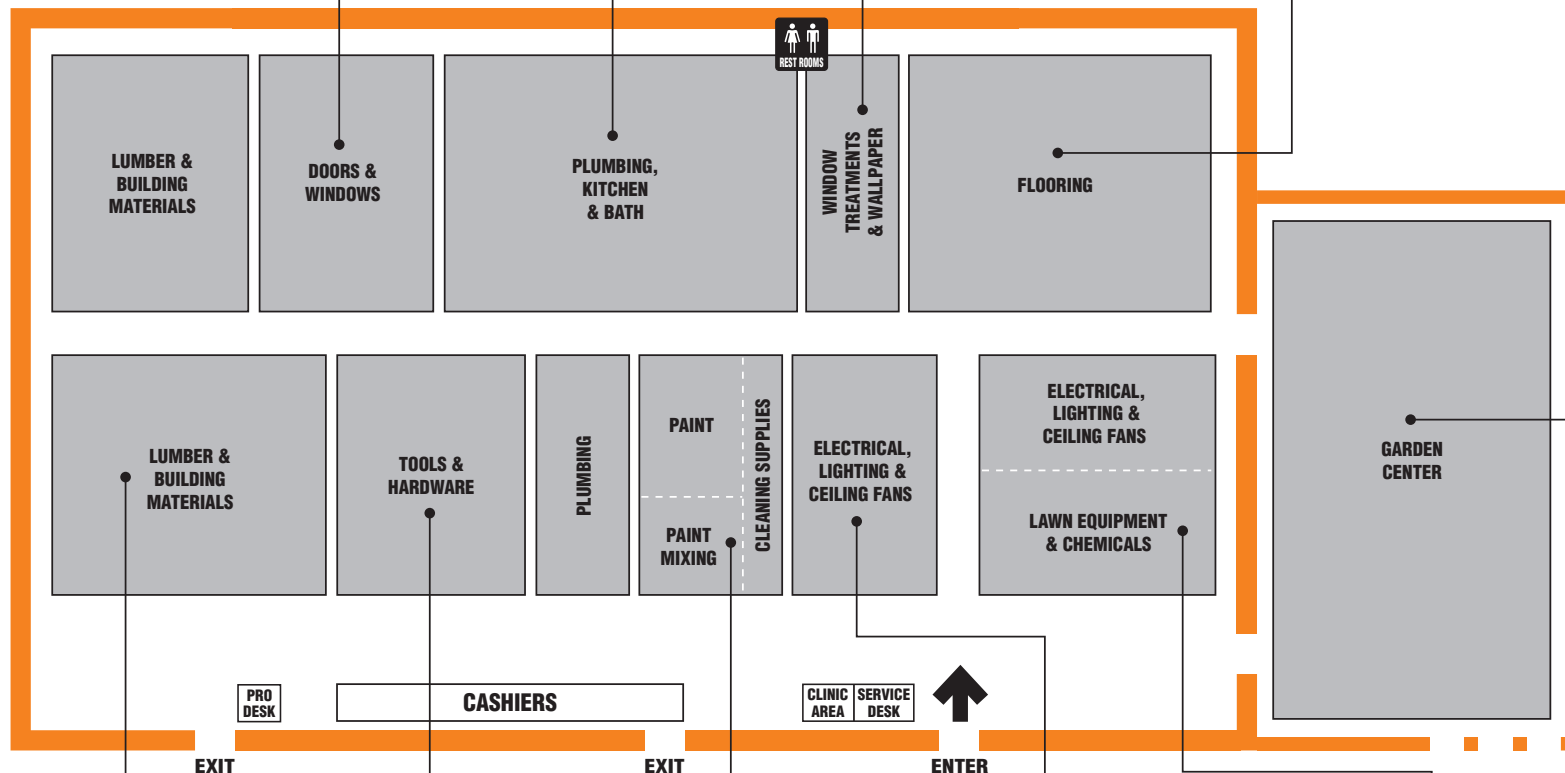 REST ROOMS
LUMBER &
BUILDING
MATERIALS
DOORS &
WINDOWS
PLUMBING,
KITCHEN
& BATH
WINDOW
TREATMENTS
& WALLPAPER
FLOORING
LUMBER &
BUILDING
MATERIALS
TOOLS &
HARDWARE
PLUMBING
PAINT
PAINT
MIXING
CLEANING SUPPLIES
ELECTRICAL,
LIGHTING &
CEILING FANS
ELECTRICAL,
LIGHTING &
CEILING FANS
LAWN EQUIPMENT
& CHEMICALS
GARDEN
CENTER
PRO
DESK
CASHIERS
CLINIC
AREA
SERVICE
DESK
EXIT
EXIT
ENTER